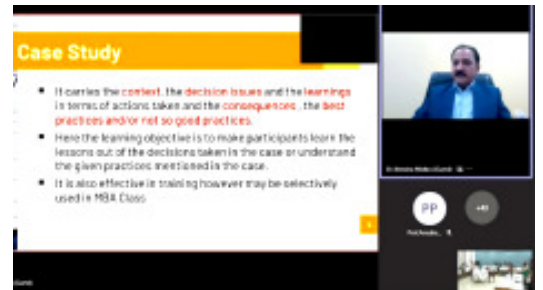 Case Study
▪ It carries the context, the decision issues and the learnings
in terms of actions taken and the consequences, the best
practices and/or not so good practices.
▪ Here the learning objective is to make participants learn the
lessons out of the decisions taken in the case or understand
the given practices mentioned in the case.
▪ It is also effective in training however may be selectively
used in MBA Class
PP